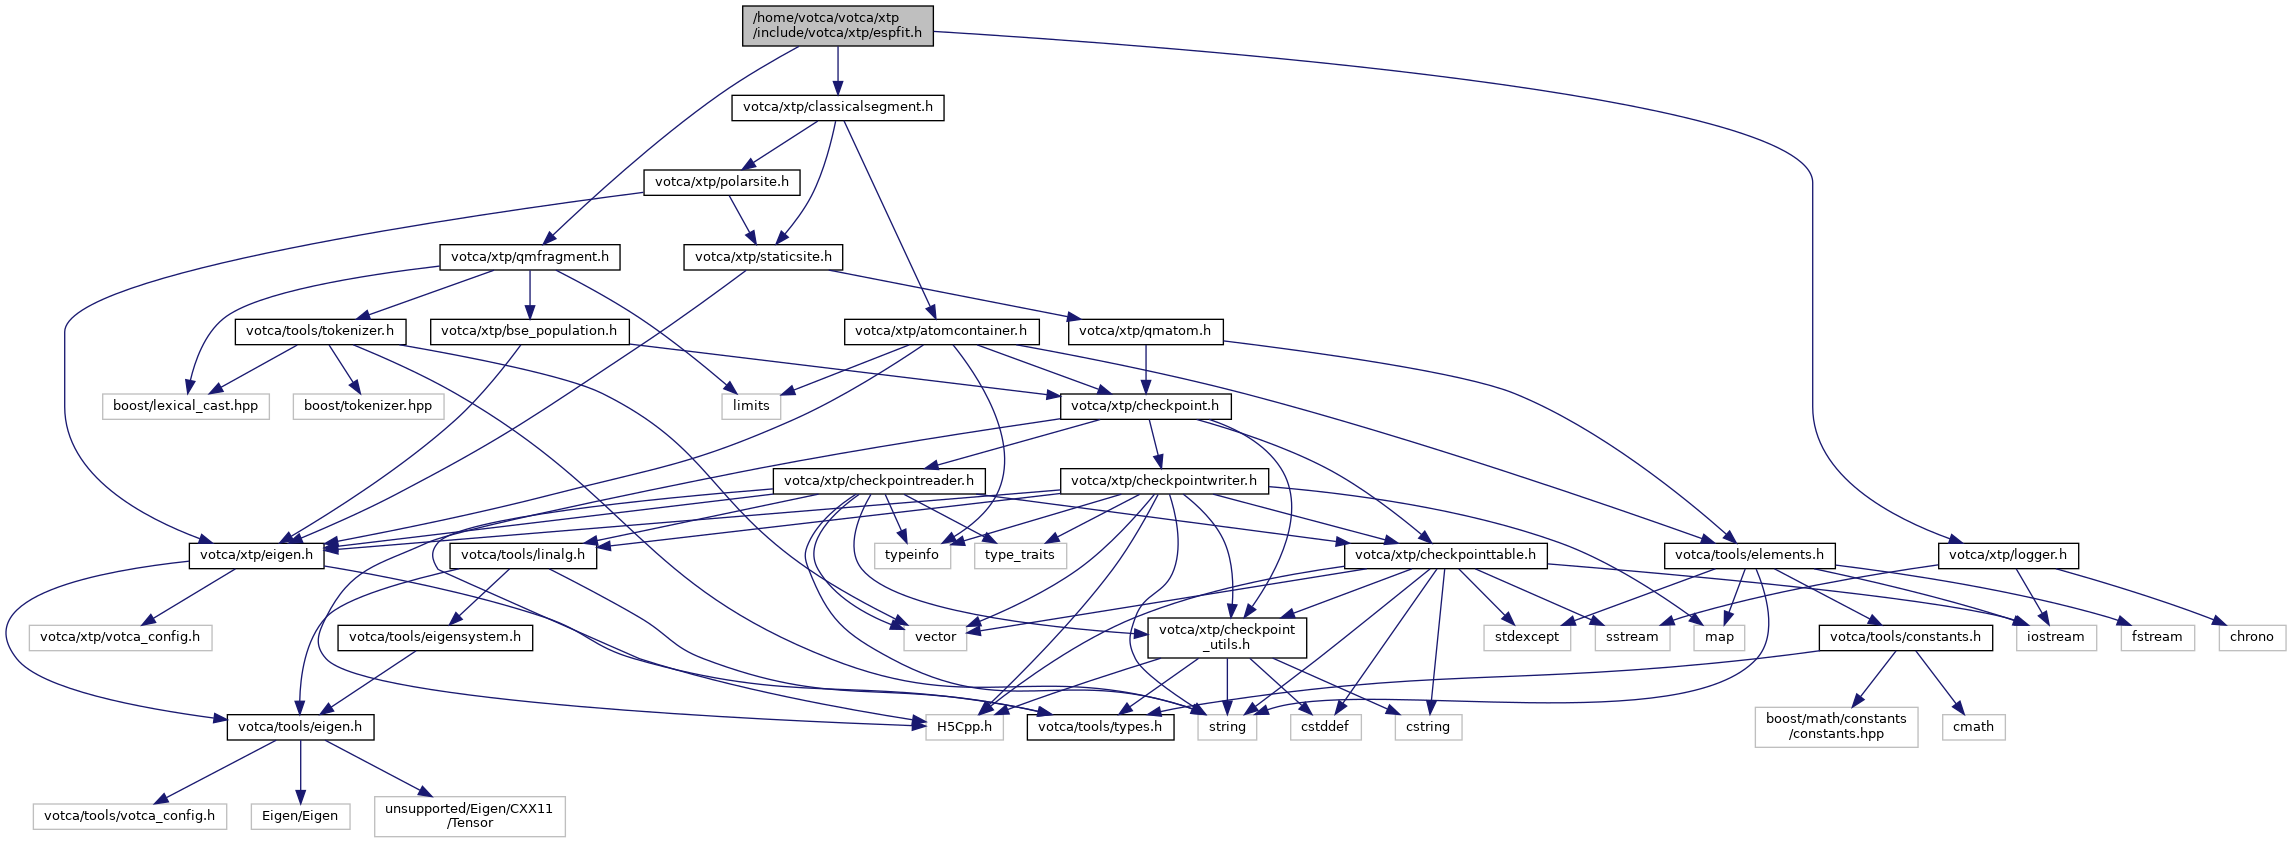 /home/votca/votca/xtp
/include/votca/xtp/espfit.h
votca/xtp/classicalsegment.h
votca/xtp/polarsite.h
votca/xtp/qmfragment.h
votca/xtp/staticsite.h
votca/tools/tokenizer.h
votca/xtp/bse_population.h
votca/xtp/atomcontainer.h
votca/xtp/qmatom.h
boost/lexical_cast.hpp
boost/tokenizer.hpp
limits
votca/xtp/checkpoint.h
votca/xtp/checkpointreader.h
votca/xtp/checkpointwriter.h
votca/xtp/eigen.h
votca/tools/linalg.h
typeinfo
type_traits
votca/xtp/checkpointtable.h
votca/tools/elements.h
votca/xtp/logger.h
votca/xtp/votca_config.h
votca/tools/eigensystem.h
vector
votca/xtp/checkpoint
_utils.h
stdexcept
sstream
map
votca/tools/constants.h
iostream
fstream
chrono
votca/tools/eigen.h
H5Cpp.h
votca/tools/types.h
string
cstddef
cstring
boost/math/constants
/constants.hpp
cmath
votca/tools/votca_config.h
Eigen/Eigen
unsupported/Eigen/CXX11
/Tensor